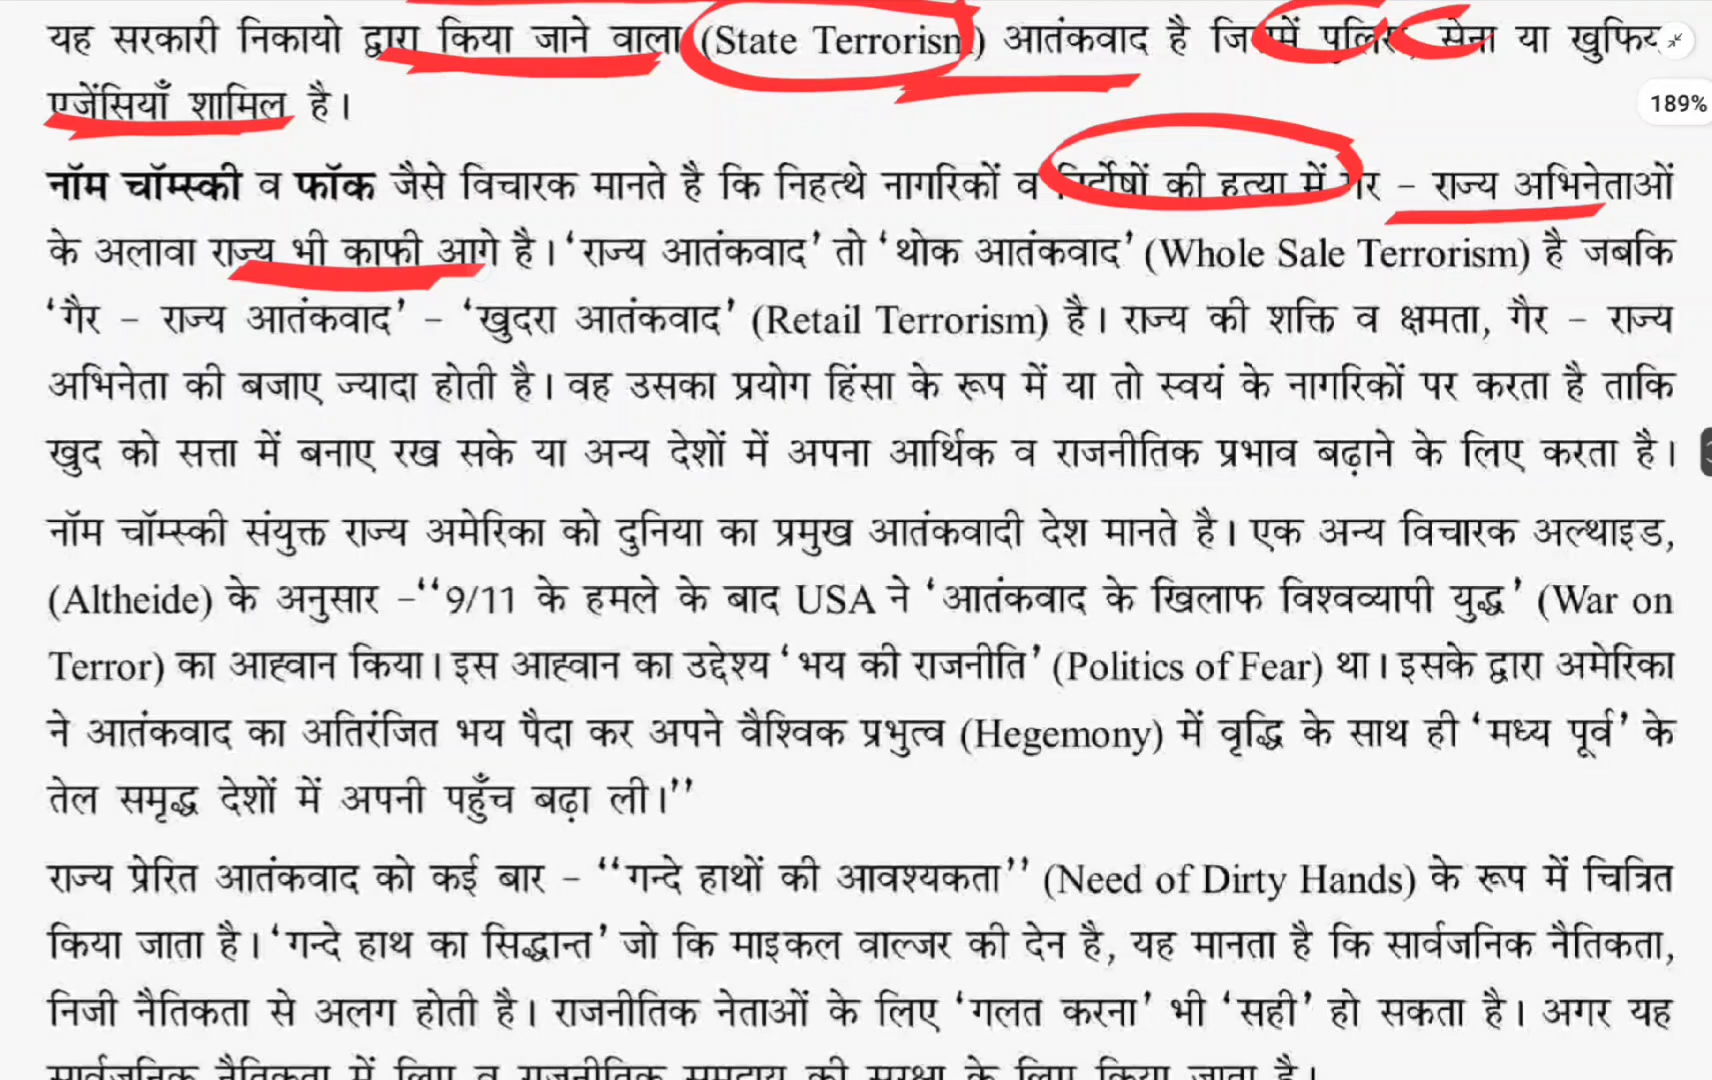 यह सरकारी निकायो द्वारा किया जाने वाला (State Terrorism) आतंकवाद है जिसमें पुलिस, सेना या खुफिया
एजेंसियाँ शामिल है।
189%
नॉम चॉम्स्की व फॉक जैसे विचारक मानते है कि निहत्थे नागरिकों व निर्दोषों की हत्या में गैर – राज्य अभिनेताओं
के अलावा राज्य भी काफी आगे है। ‘राज्य आतंकवाद’ तो ‘थोक आतंकवाद’ (Whole Sale Terrorism) है जबकि
‘गैर – राज्य आतंकवाद’ – ‘खुदरा आतंकवाद’ (Retail Terrorism) है। राज्य की शक्ति व क्षमता, गैर – राज्य
अभिनेता की बजाए ज्यादा होती है। वह उसका प्रयोग हिंसा के रूप में या तो स्वयं के नागरिकों पर करता है ताकि
खुद को सत्ता में बनाए रख सके या अन्य देशों में अपना आर्थिक व राजनीतिक प्रभाव बढ़ाने के लिए करता है।
नॉम चॉम्स्की संयुक्त राज्य अमेरिका को दुनिया का प्रमुख आतंकवादी देश मानते है। एक अन्य विचारक अल्थाइड,
(Altheide) के अनुसार –‘‘9/11 के हमले के बाद USA ने ‘आतंकवाद के खिलाफ विश्वव्यापी युद्ध’ (War on
Terror) का आह्वान किया। इस आह्वान का उद्देश्य ‘भय की राजनीति’ (Politics of Fear) था। इसके द्वारा अमेरिका
ने आतंकवाद का अतिरंजित भय पैदा कर अपने वैश्विक प्रभुत्व (Hegemony) में वृद्धि के साथ ही ‘मध्य पूर्व’ के
तेल समृद्ध देशों में अपनी पहुँच बढ़ा ली।’’
राज्य प्रेरित आतंकवाद को कई बार – ‘‘गन्दे हाथों की आवश्यकता’’ (Need of Dirty Hands) के रूप में चित्रित
किया जाता है। ‘गन्दे हाथ का सिद्धान्त’ जो कि माइकल वाल्जर की देन है, यह मानता है कि सार्वजनिक नैतिकता,
निजी नैतिकता से अलग होती है। राजनीतिक नेताओं के लिए ‘गलत करना’ भी ‘सही’ हो सकता है। अगर यह
सार्वजनिक नैतिकता में लिए व राजनीतिक समुदाय की सुरक्षा के लिए किया जाता है।